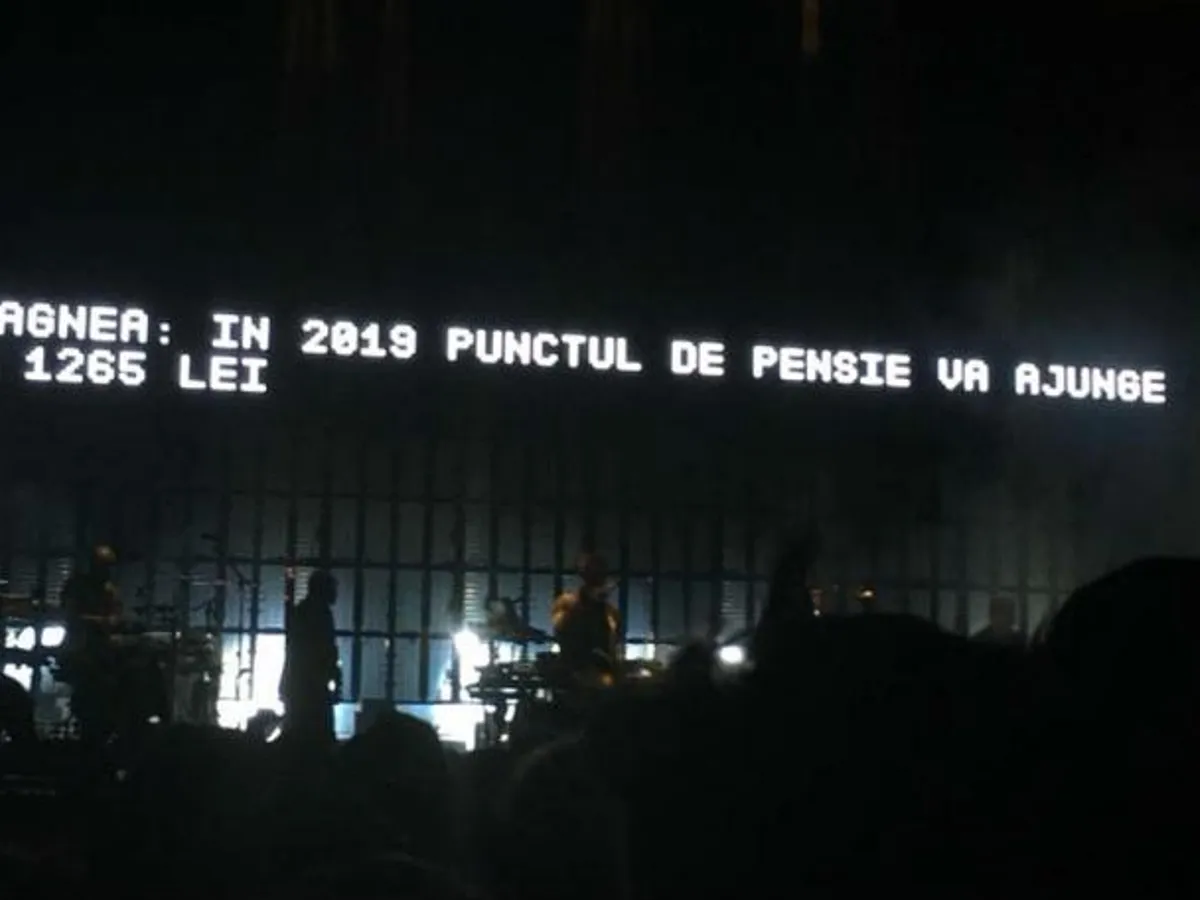 AGNEA: IN 2019 PUNCTUL DE PENSIE VA AJUNGE
1265 LEI